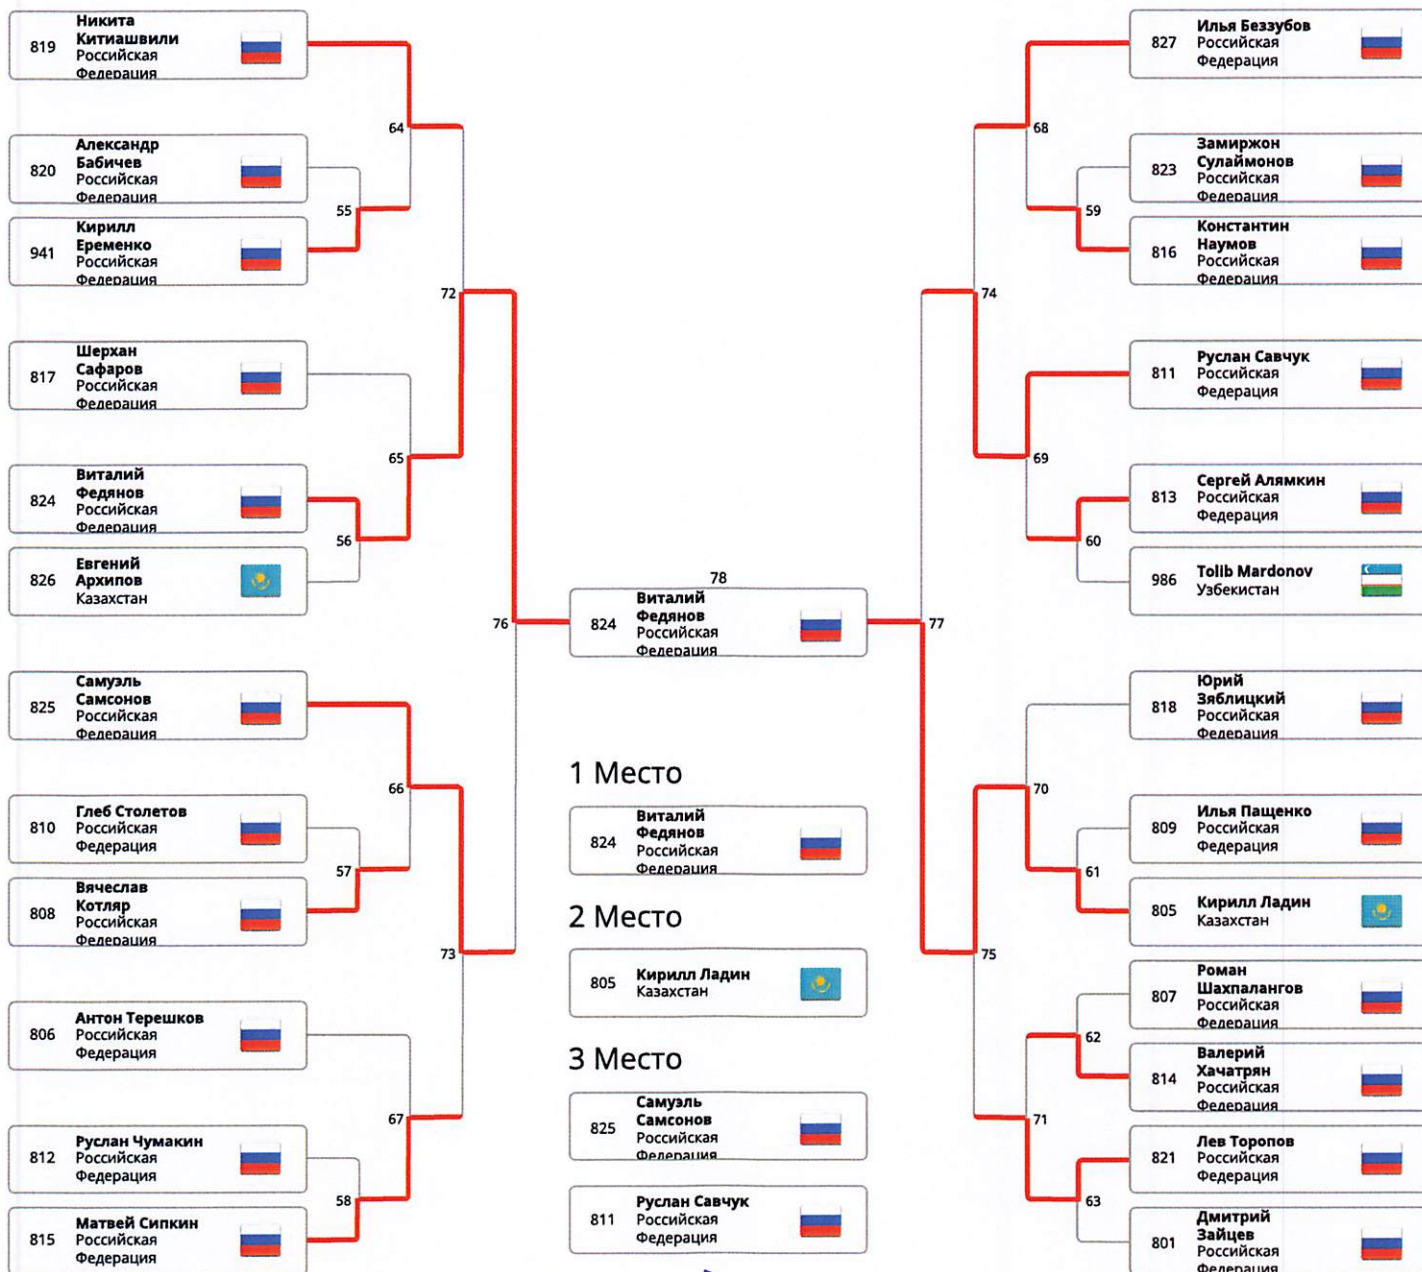 819
Никита
Китиашвили
Российская
Федерация
820
Александр
Бабичев
Российская
Федерация
941
Кирилл
Еременко
Российская
Федерация
817
Шерхан
Сафаров
Российская
Федерация
824
Виталий
Федянов
Российская
Федерация
826
Евгений
Архипов
Казахстан
825
Самуэль
Самсонов
Российская
Федерация
810
Глеб Столетов
Российская
Федерация
808
Вячеслав
Котляр
Российская
Федерация
806
Антон Терешков
Российская
Федерация
812
Руслан Чумакин
Российская
Федерация
815
Матвей Сипкин
Российская
Федерация
64
55
72
65
56
76
66
57
73
67
58
78
824
Виталий
Федянов
Российская
Федерация
1 Место
824
Виталий
Федянов
Российская
Федерация
2 Место
805
Кирилл Ладин
Казахстан
3 Место
825
Самуэль
Самсонов
Российская
Федерация
811
Руслан Савчук
Российская
Федерация
68
59
74
69
60
77
70
61
75
62
71
63
827
Илья Беззубов
Российская
Федерация
823
Замиржон
Сулаймонов
Российская
Федерация
816
Константин
Наумов
Российская
Федерация
811
Руслан Савчук
Российская
Федерация
813
Сергей Алямкин
Российская
Федерация
986
Tolib Mardonov
Узбекистан
818
Юрий
Зяблицкий
Российская
Федерация
809
Илья Пащенко
Российская
Федерация
805
Кирилл Ладин
Казахстан
807
Роман
Шахпалангов
Российская
Федерация
814
Валерий
Хачатрян
Российская
Федерация
821
Лев Торопов
Российская
Федерация
801
Дмитрий
Зайцев
Российская
Федерация